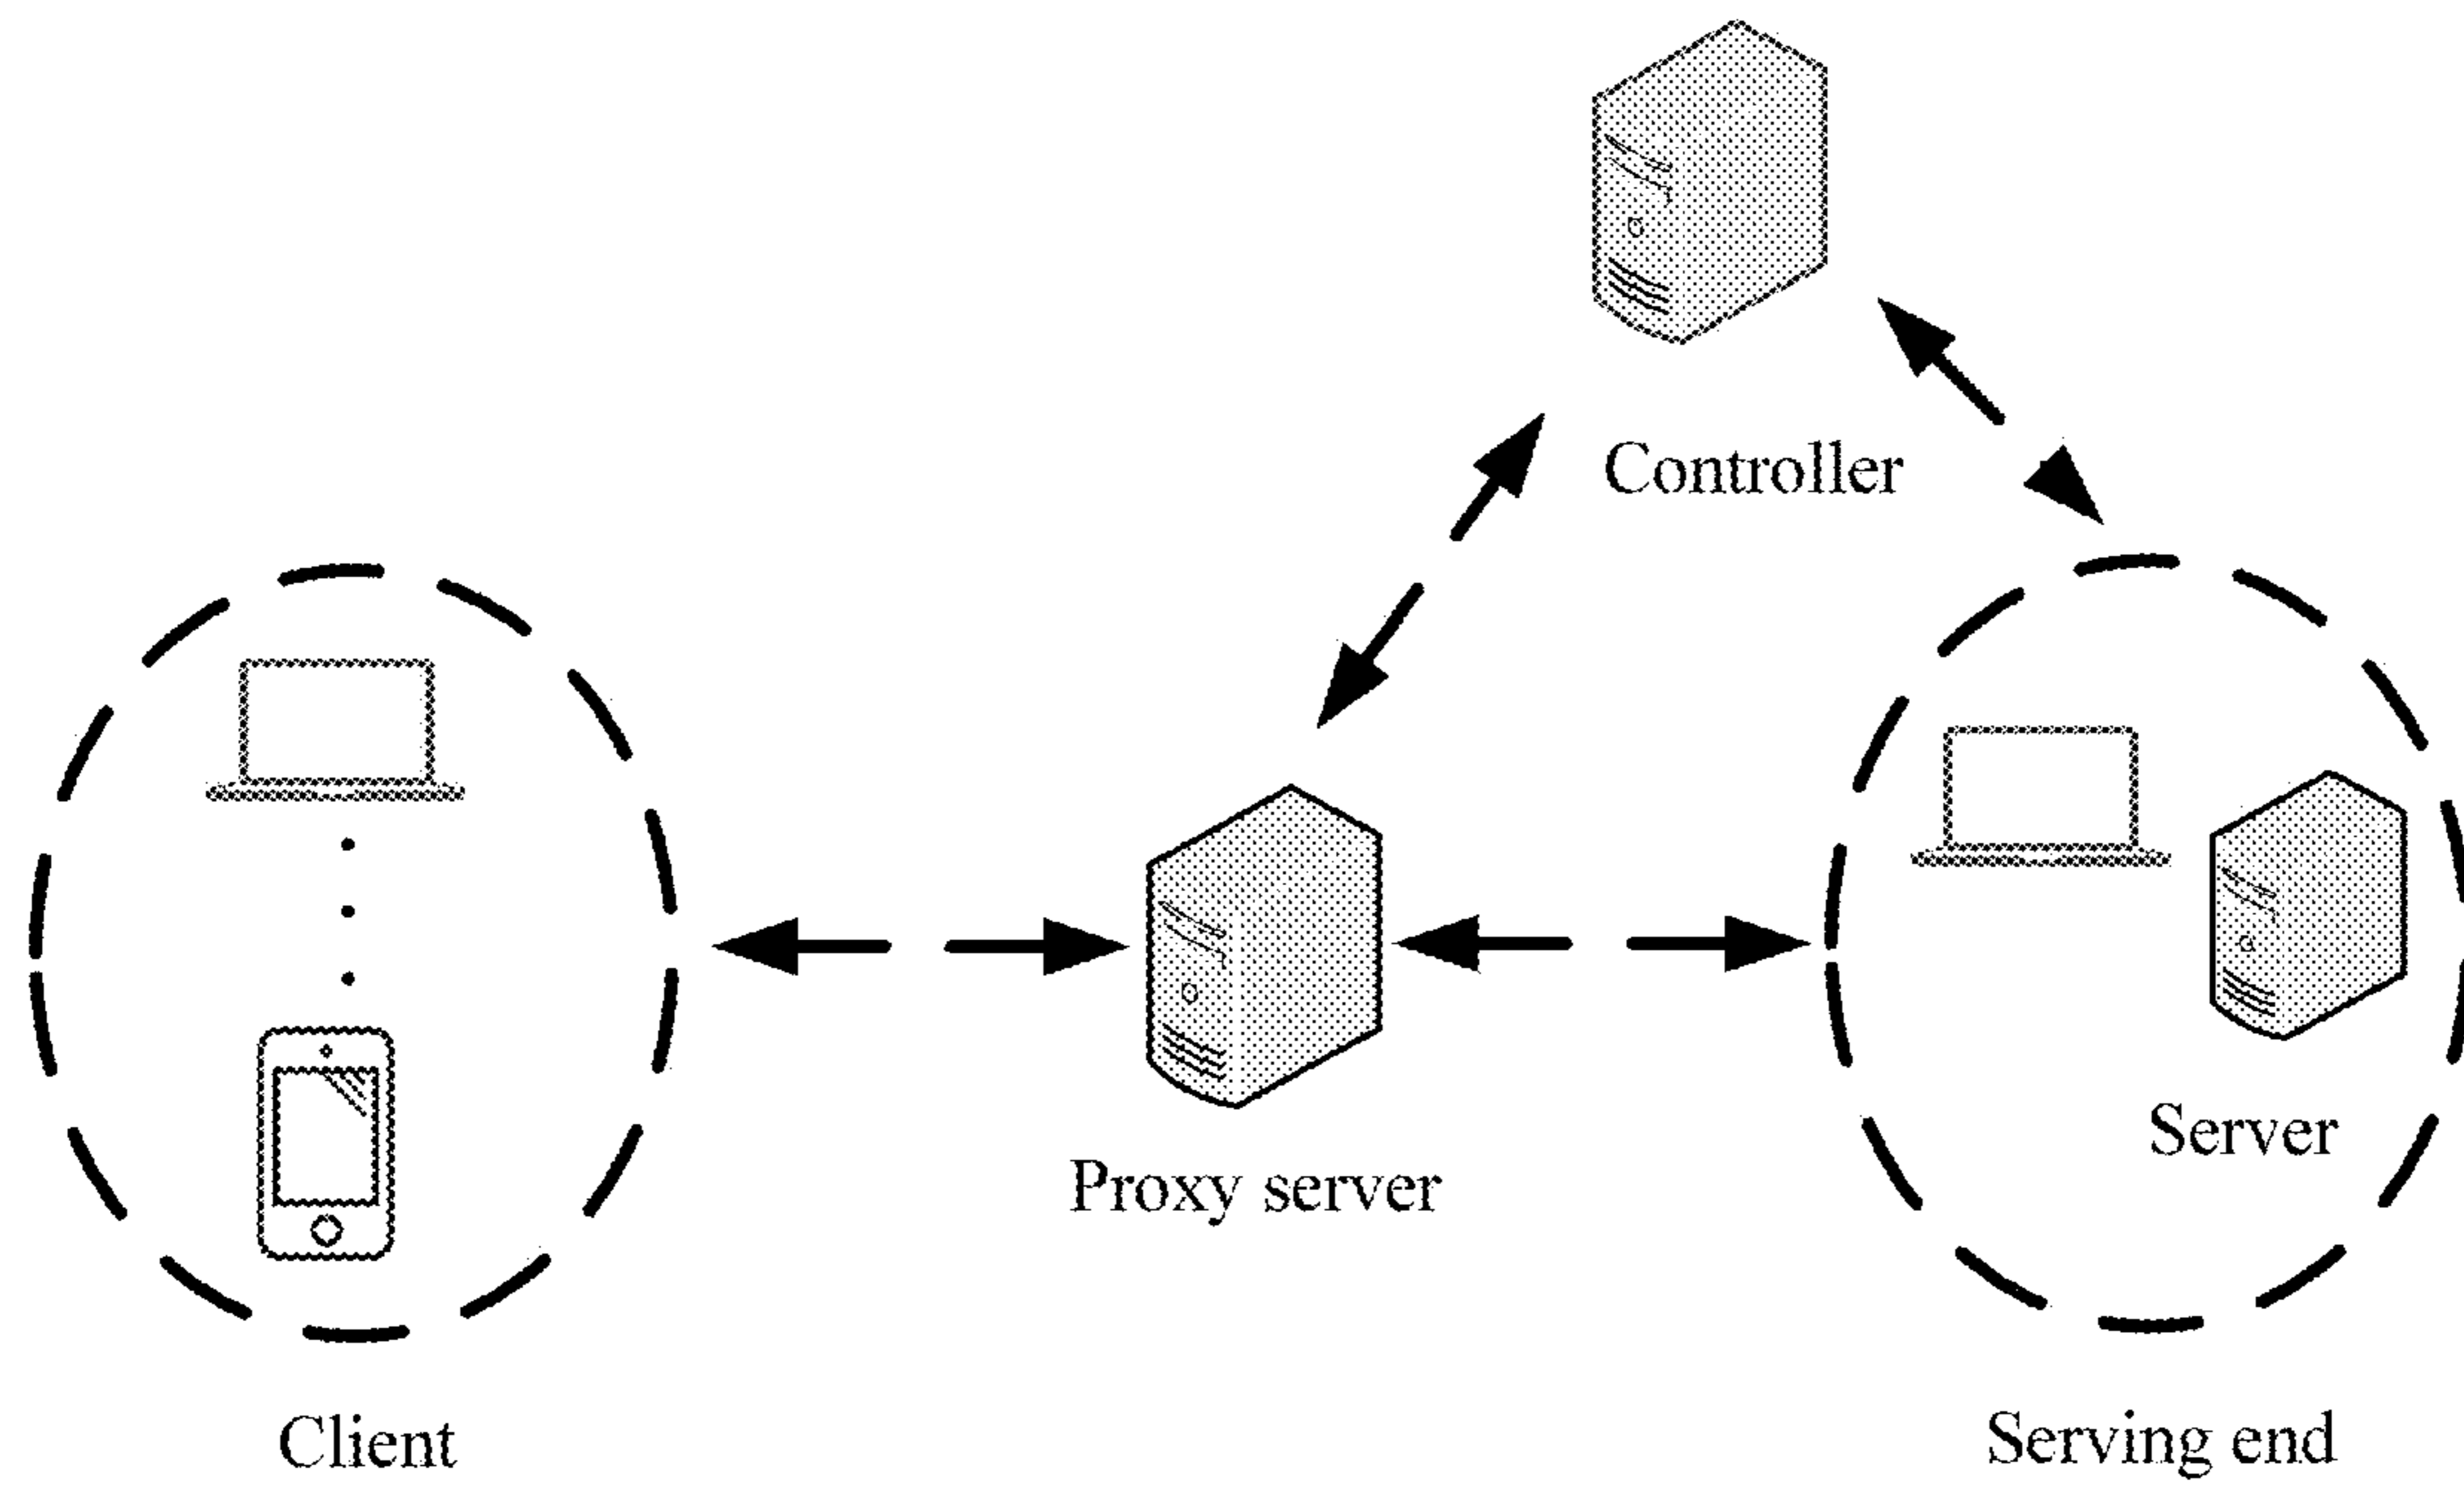 Controller
Server
Proxy server
Client
Serving end